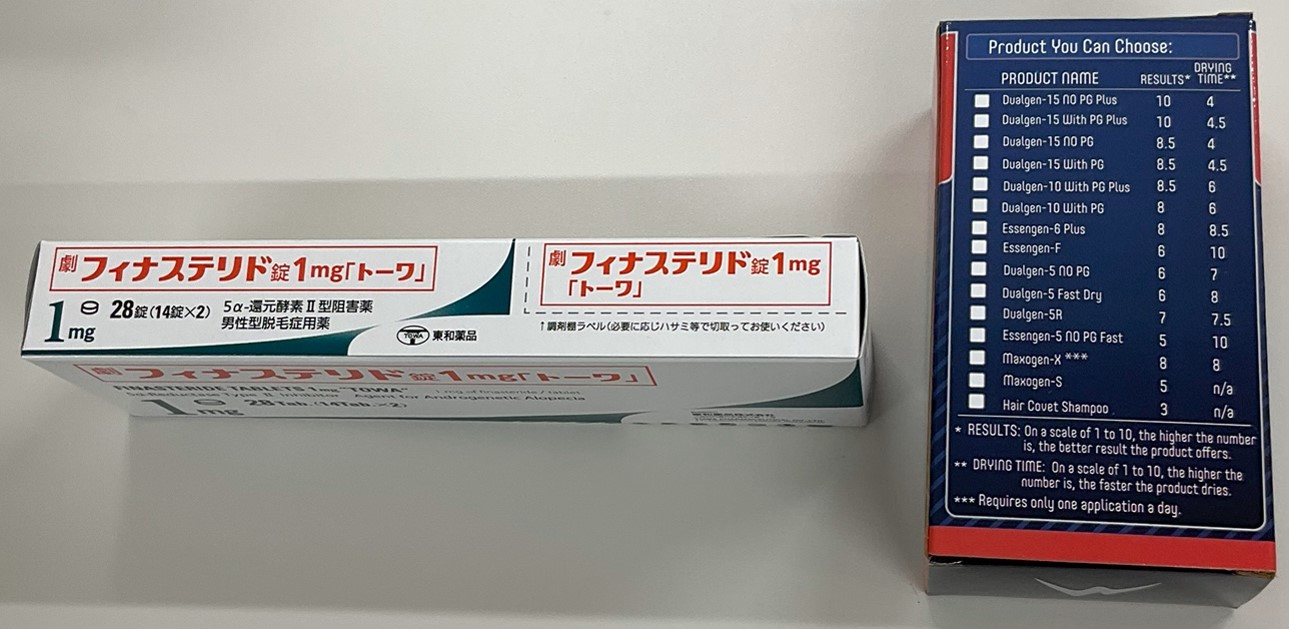 劇 フィナステリド錠1mg「トーワ」
1mg
28錠(14錠×2)
5α-還元酵素Ⅱ型阻害薬
男性型脱毛症用薬
TOWA 東和薬品
劇 フィナステリド錠1mg
「トーワ」
↑調剤棚ラベル(必要に応じハサミ等で切取ってお使いください)
劇 フィナステリド錠1mg「トーワ」
FINASTERIDE TABLETS 1mg "TOWA"
1 mg of finasteride / tablet
5α-Reductase Type II Inhibitor Agent for Androgenetic Alopecia
1mg
28Tab.(14Tab.×2)
Product You Can Choose:
PRODUCT NAME RESULTS* DRYING TIME**
Dualgen-15 NO PG Plus 10 4
Dualgen-15 With PG Plus 10 4.5
Dualgen-15 NO PG 8.5 4
Dualgen-15 With PG 8.5 4.5
Dualgen-10 With PG Plus 8.5 6
Dualgen-10 With PG 8 6
Essengen-6 Plus 8 8.5
Essengen-F 6 10
Dualgen-5 NO PG 6 7
Dualgen-5 Fast Dry 6 8
Dualgen-5R 7 7.5
Essengen-5 NO PG Fast 5 10
Maxogen-X *** 8 8
Maxogen-S 5 n/a
Hair Covet Shampoo 3 n/a
* RESULTS: On a scale of 1 to 10, the higher the number
is, the better result the product offers.
** DRYING TIME: On a scale of 1 to 10, the higher the
number is, the faster the product dries.
*** Requires only one application a day.